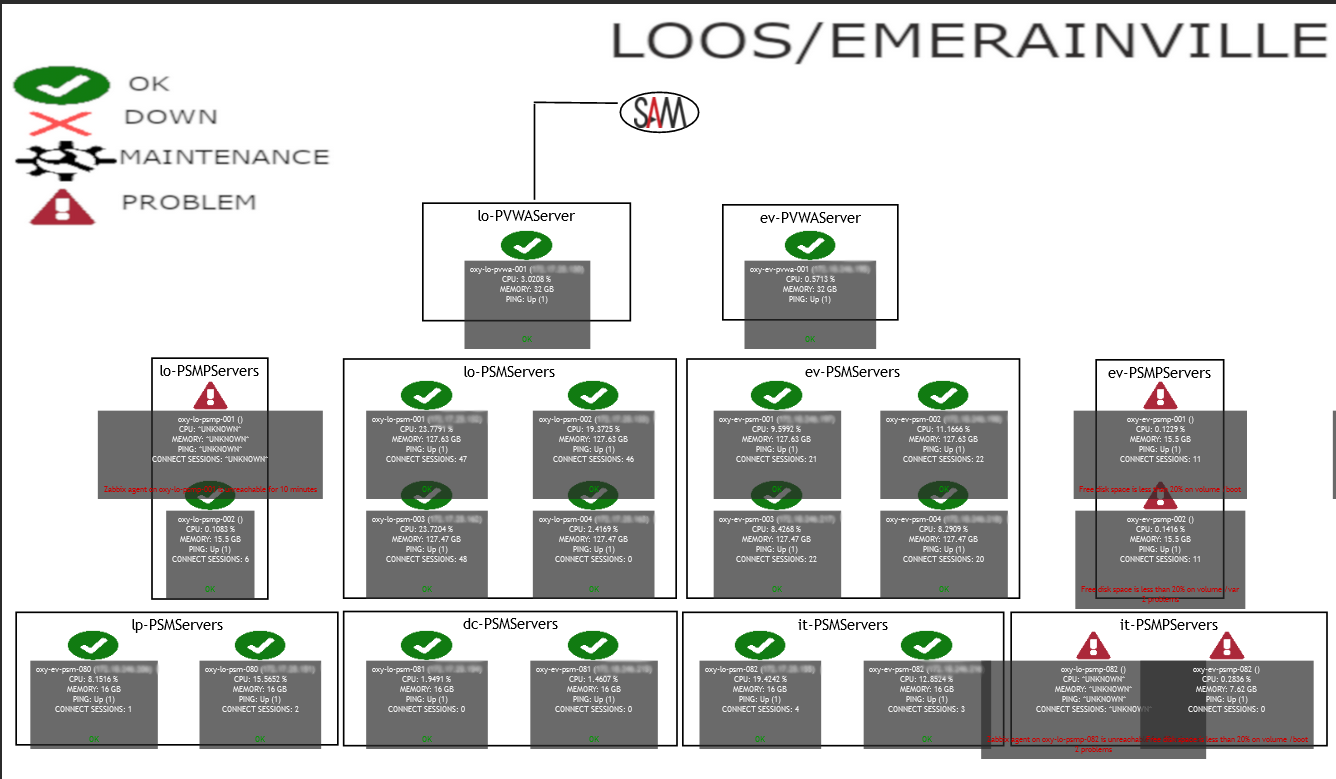 LOOS/EMERAINVILLE
OK
DOWN
MAINTENANCE
PROBLEM
SAM
lo-PVWAServer
oxy-lo-pvwa-001 (
CPU: 3.0208 %
MEMORY: 32 GB
PING: Up (1)
OK
ev-PVWAServer
oxy-ev-pvwa-001 (
CPU: 0.5713 %
MEMORY: 32 GB
PING: Up (1)
OK
lo-PSMPServers
oxy-lo-psmp-001 ()
CPU: *UNKNOWN*
MEMORY: *UNKNOWN*
PING: *UNKNOWN*
CONNECT SESSIONS: *UNKNOWN*
Zabbix agent on oxy-lo-psmp-001 is unreachable for 10 minutes
oxy-lo-psmp-002 ()
CPU: 0.1083 %
MEMORY: 15.5 GB
PING: Up (1)
CONNECT SESSIONS: 6
OK
lo-PSMServers
oxy-lo-psm-001 (
CPU: 23.7791 %
MEMORY: 127.63 GB
PING: Up (1)
CONNECT SESSIONS: 47
OK
oxy-lo-psm-002 (
CPU: 19.3725 %
MEMORY: 127.63 GB
PING: Up (1)
CONNECT SESSIONS: 46
OK
oxy-lo-psm-003 (
CPU: 23.7204 %
MEMORY: 127.47 GB
PING: Up (1)
CONNECT SESSIONS: 48
OK
oxy-lo-psm-004 (
CPU: 2.4169 %
MEMORY: 127.47 GB
PING: Up (1)
CONNECT SESSIONS: 0
OK
ev-PSMServers
oxy-ev-psm-001 (
CPU: 9.5992 %
MEMORY: 127.63 GB
PING: Up (1)
CONNECT SESSIONS: 21
OK
oxy-ev-psm-002 (
CPU: 11.1666 %
MEMORY: 127.63 GB
PING: Up (1)
CONNECT SESSIONS: 22
OK
oxy-ev-psm-003 (
CPU: 8.4268 %
MEMORY: 127.47 GB
PING: Up (1)
CONNECT SESSIONS: 22
OK
oxy-ev-psm-004 (
CPU: 8.2909 %
MEMORY: 127.47 GB
PING: Up (1)
CONNECT SESSIONS: 20
OK
ev-PSMPServers
oxy-ev-psmp-001 ()
CPU: 0.1229 %
MEMORY: 15.5 GB
PING: Up (1)
CONNECT SESSIONS: 11
Free disk space is less than 20% on volume /boot
oxy-ev-psmp-002 ()
CPU: 0.1416 %
MEMORY: 15.5 GB
PING: Up (1)
CONNECT SESSIONS: 11
Free disk space is less than 20% on volume /var
2 problems
lp-PSMServers
oxy-ev-psm-080 (
CPU: 8.1516 %
MEMORY: 16 GB
PING: Up (1)
CONNECT SESSIONS: 1
OK
oxy-lo-psm-080 (
CPU: 15.5652 %
MEMORY: 16 GB
PING: Up (1)
CONNECT SESSIONS: 2
OK
dc-PSMServers
oxy-lo-psm-081 (
CPU: 1.9491 %
MEMORY: 16 GB
PING: Up (1)
CONNECT SESSIONS: 0
OK
oxy-ev-psm-081 (
CPU: 1.4607 %
MEMORY: 16 GB
PING: Up (1)
CONNECT SESSIONS: 0
OK
it-PSMServers
oxy-lo-psm-082 (
CPU: 19.4242 %
MEMORY: 16 GB
PING: Up (1)
CONNECT SESSIONS: 4
OK
oxy-ev-psm-082 (
CPU: 12.8524 %
MEMORY: 16 GB
PING: Up (1)
CONNECT SESSIONS: 3
OK
it-PSMPServers
oxy-lo-psmp-082 ()
CPU: *UNKNOWN*
MEMORY: *UNKNOWN*
PING: *UNKNOWN*
CONNECT SESSIONS: *UNKNOWN*
Zabbix agent on oxy-lo-psmp-082 is
2 problems
oxy-ev-psmp-082 ()
CPU: 0.2836 %
MEMORY: 7.62 GB
PING: Up (1)
CONNECT SESSIONS: 0
less than 20% on volume /boot